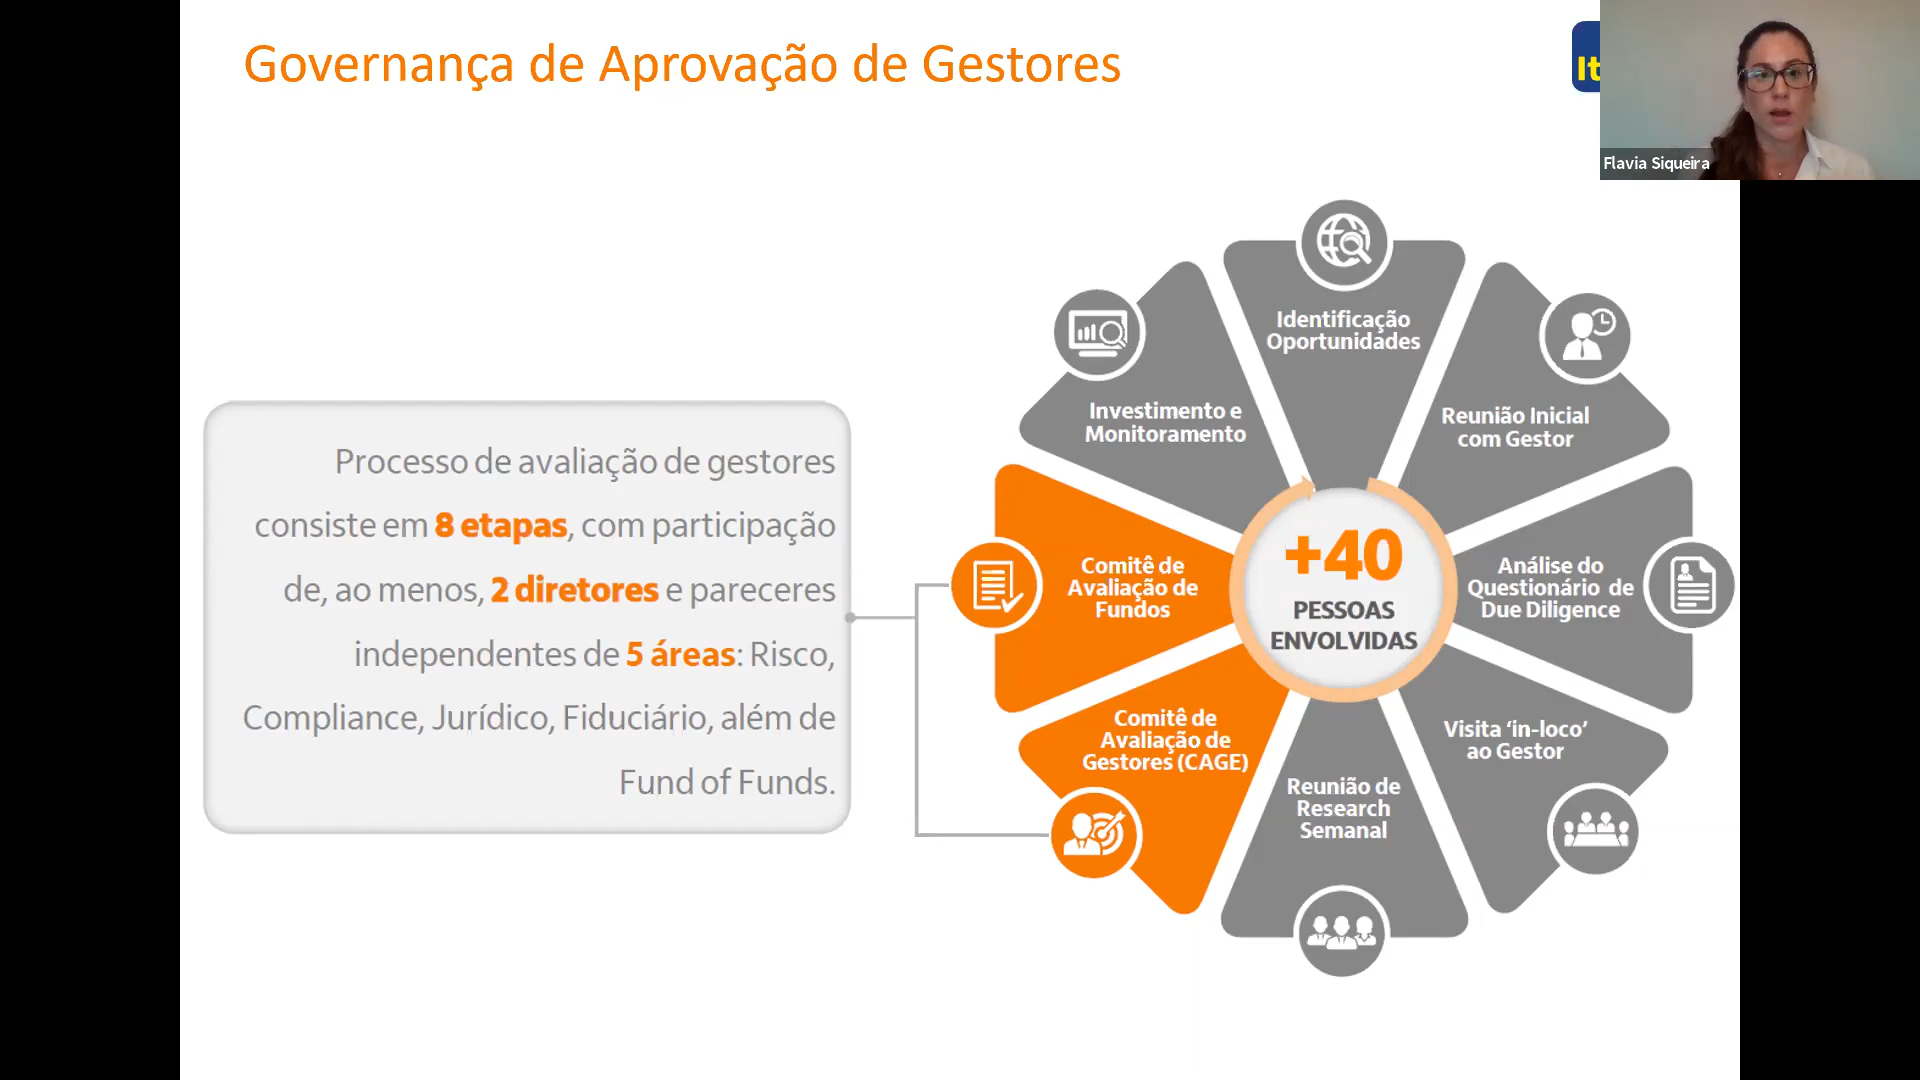 Governança de Aprovação de Gestores
It
Flavia Siqueira
Processo de avaliação de gestores
consiste em 8 etapas, com participação
de, ao menos, 2 diretores e pareceres
independentes de 5 áreas: Risco,
Compliance, Jurídico, Fiduciário, além de
Fund of Funds.
Identificação
Oportunidades
Reunião Inicial
com Gestor
Análise do
Questionário de
Due Diligence
Visita ‘in-loco’
ao Gestor
Reunião de
Research
Semanal
Comitê de
Avaliação de
Gestores (CAGE)
Comitê de
Avaliação de
Fundos
Investimento e
Monitoramento
+40
PESSOAS
ENVOLVIDAS